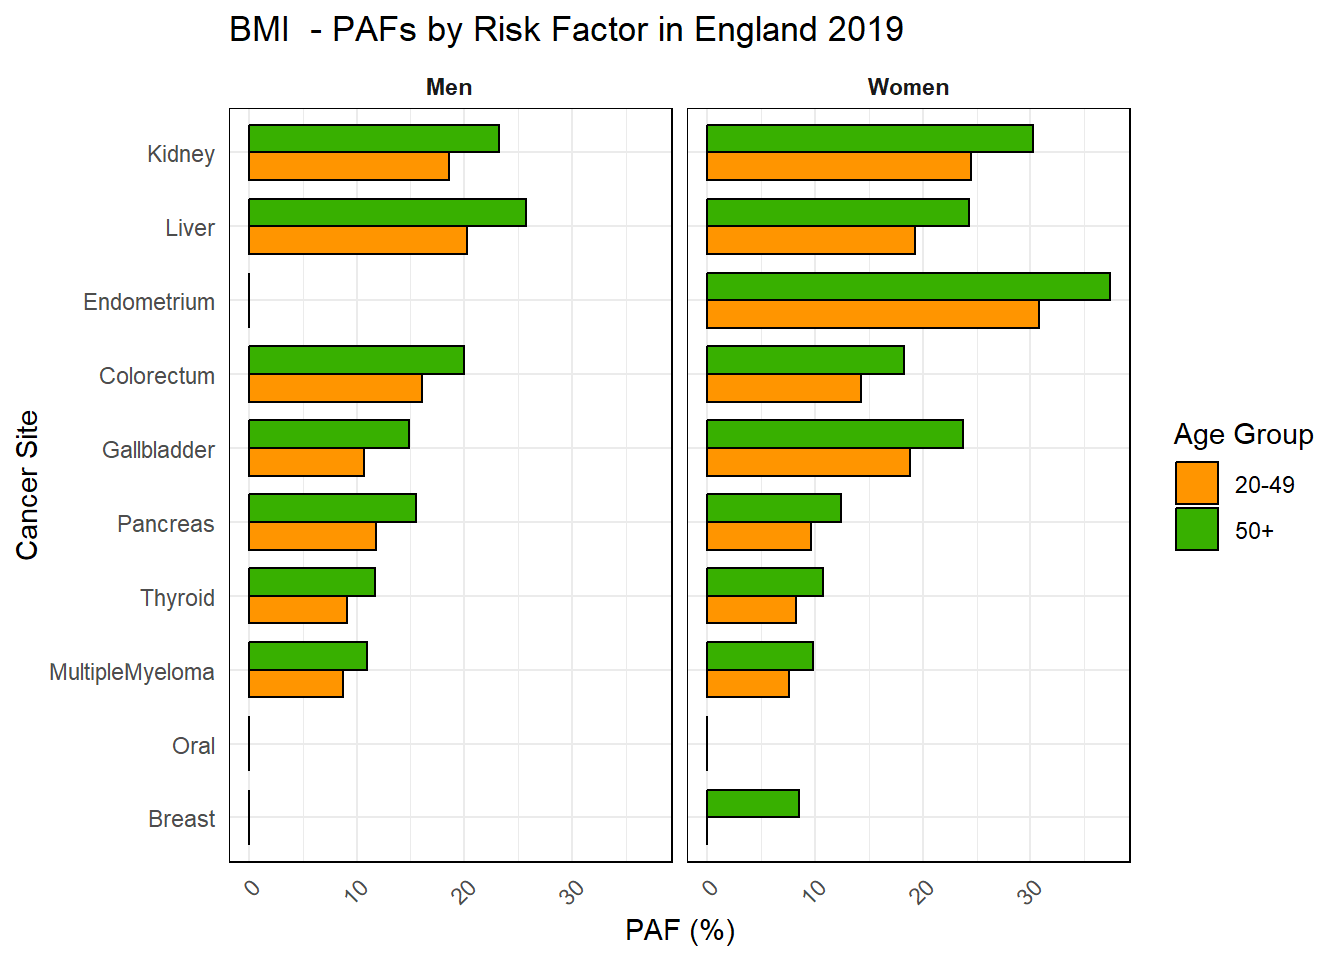 BMI  - PAFs by Risk Factor in England 2019
Men
Women
Cancer Site
Kidney
Liver
Endometrium
Colorectum
Gallbladder
Pancreas
Thyroid
MultipleMyeloma
Oral
Breast
0 10 20 30
0 10 20 30
PAF (%)
Age Group
20-49
50+